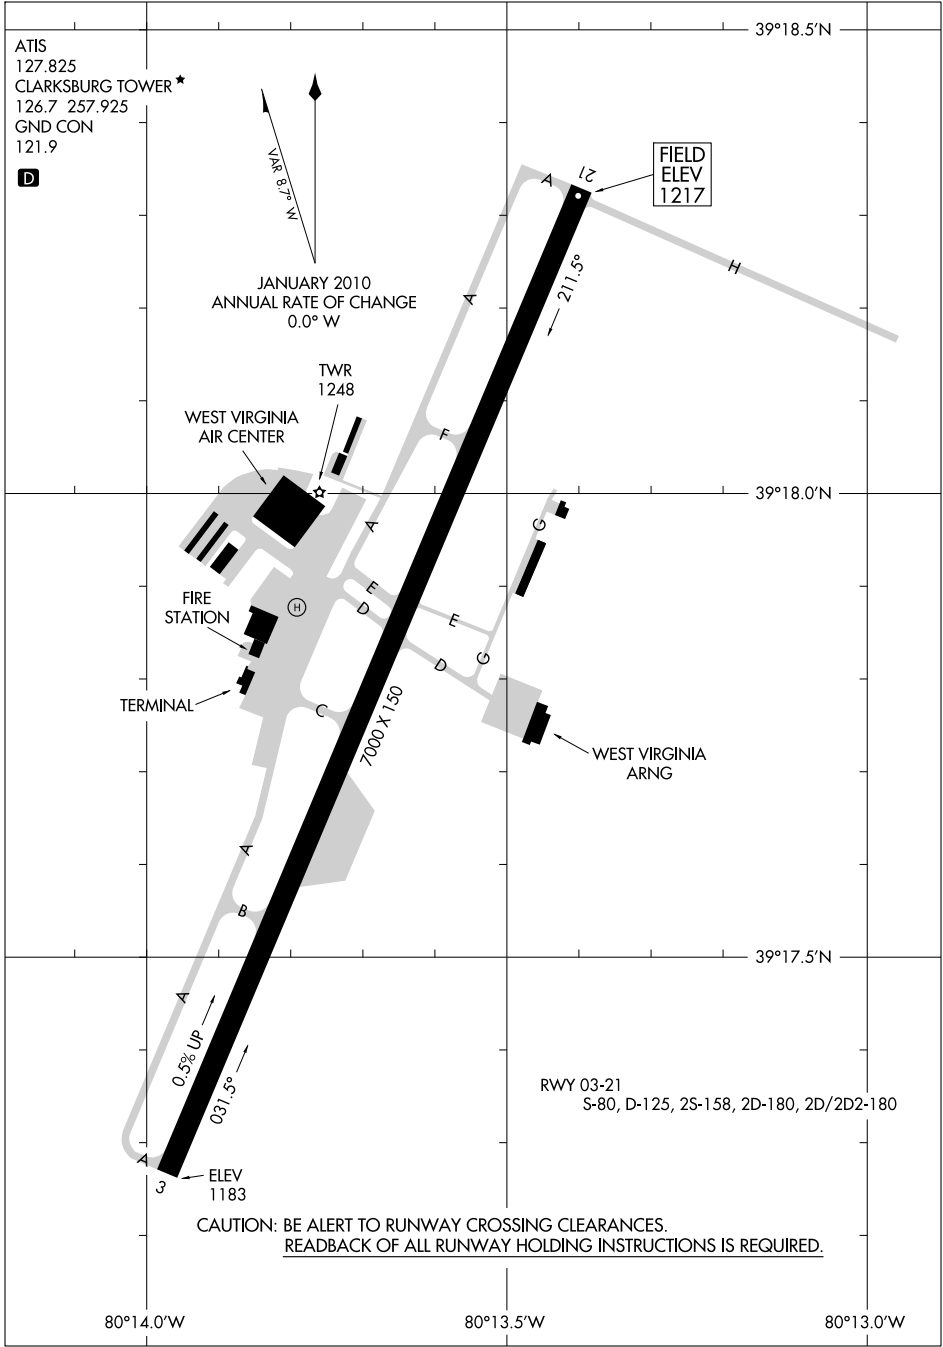 39°18.5'N
ATIS
127.825
CLARKSBURG TOWER★
126.7 257.925
GND CON
121.9
D
VAR 8.7° W
JANUARY 2010
ANNUAL RATE OF CHANGE
0.0° W
FIELD
ELEV
1217
21
A
H
211.5°
A
TWR
1248
WEST VIRGINIA
AIR CENTER
F
39°18.0'N
A
G
E
D
H
FIRE
STATION
E
D
G
TERMINAL
C
7000 X 150
WEST VIRGINIA
ARNG
A
B
39°17.5'N
A
0.5% UP
031.5°
RWY 03-21
S-80, D-125, 2S-158, 2D-180, 2D/2D2-180
A
3
ELEV
1183
CAUTION: BE ALERT TO RUNWAY CROSSING CLEARANCES.
READBACK OF ALL RUNWAY HOLDING INSTRUCTIONS IS REQUIRED.
80°14.0'W
80°13.5'W
80°13.0'W